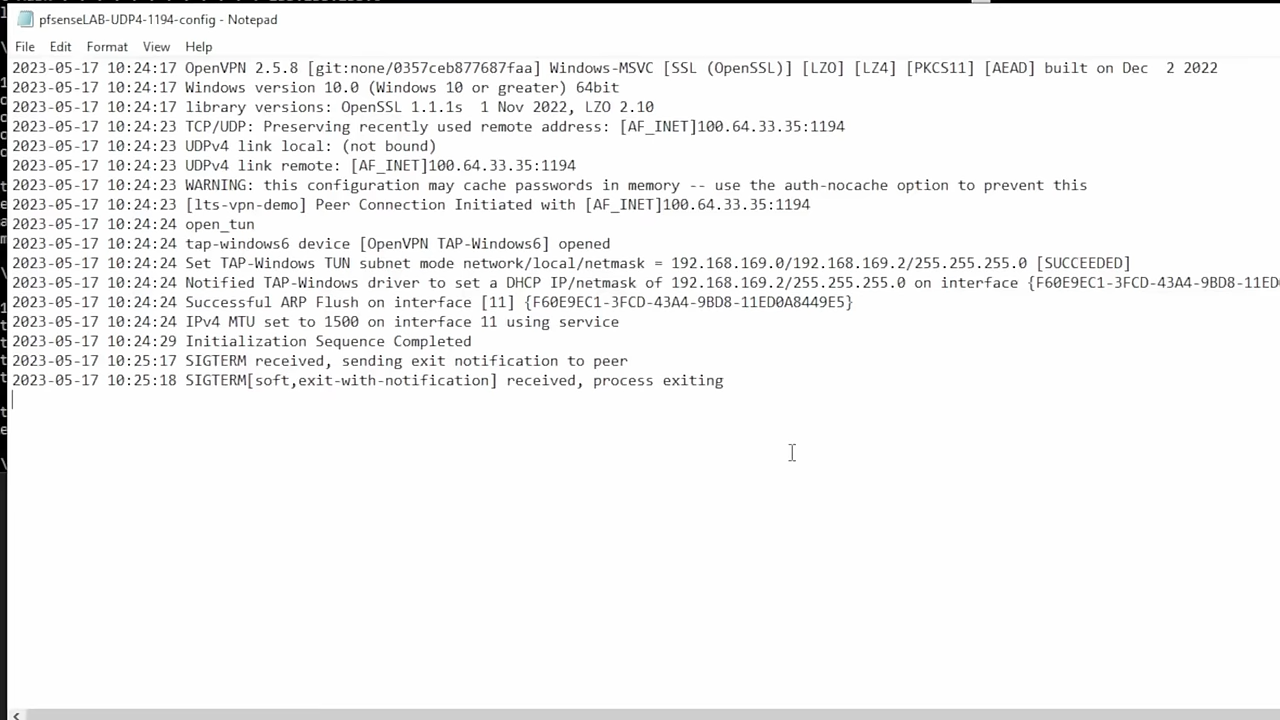 pfsenseLAB-UDP4-1194-config - Notepad
File Edit Format View Help
2023-05-17 10:24:17 OpenVPN 2.5.8 [git:none/0357ceb877687faa] Windows-MSVC [SSL (OpenSSL)] [LZO] [LZ4] [PKCS11] [AEAD] built on Dec  2 2022
2023-05-17 10:24:17 Windows version 10.0 (Windows 10 or greater) 64bit
2023-05-17 10:24:17 library versions: OpenSSL 1.1.1s  1 Nov 2022, LZO 2.10
2023-05-17 10:24:23 TCP/UDP: Preserving recently used remote address: [AF_INET]100.64.33.35:1194
2023-05-17 10:24:23 UDPv4 link local: (not bound)
2023-05-17 10:24:23 UDPv4 link remote: [AF_INET]100.64.33.35:1194
2023-05-17 10:24:23 WARNING: this configuration may cache passwords in memory -- use the auth-nocache option to prevent this
2023-05-17 10:24:23 [lts-vpn-demo] Peer Connection Initiated with [AF_INET]100.64.33.35:1194
2023-05-17 10:24:24 open_tun
2023-05-17 10:24:24 tap-windows6 device [OpenVPN TAP-Windows6] opened
2023-05-17 10:24:24 Set TAP-Windows TUN subnet mode network/local/netmask = 192.168.169.0/192.168.169.2/255.255.255.0 [SUCCEEDED]
2023-05-17 10:24:24 Notified TAP-Windows driver to set a DHCP IP/netmask of 192.168.169.2/255.255.255.0 on interface {F60E9EC1-3FCD-43A4-9BD8-11ED0
2023-05-17 10:24:24 Successful ARP Flush on interface [11] {F60E9EC1-3FCD-43A4-9BD8-11ED0A8449E5}
2023-05-17 10:24:24 IPv4 MTU set to 1500 on interface 11 using service
2023-05-17 10:24:29 Initialization Sequence Completed
2023-05-17 10:25:17 SIGTERM received, sending exit notification to peer
2023-05-17 10:25:18 SIGTERM[soft,exit-with-notification] received, process exiting